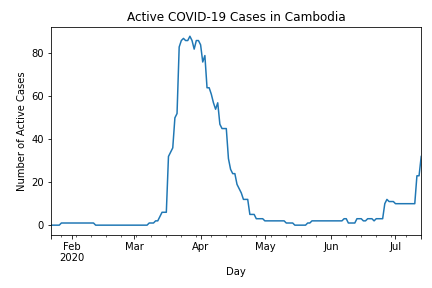 Active COVID-19 Cases in Cambodia
Number of Active Cases
80
60
40
20
0
Feb Mar Apr May Jun Jul
2020
Day